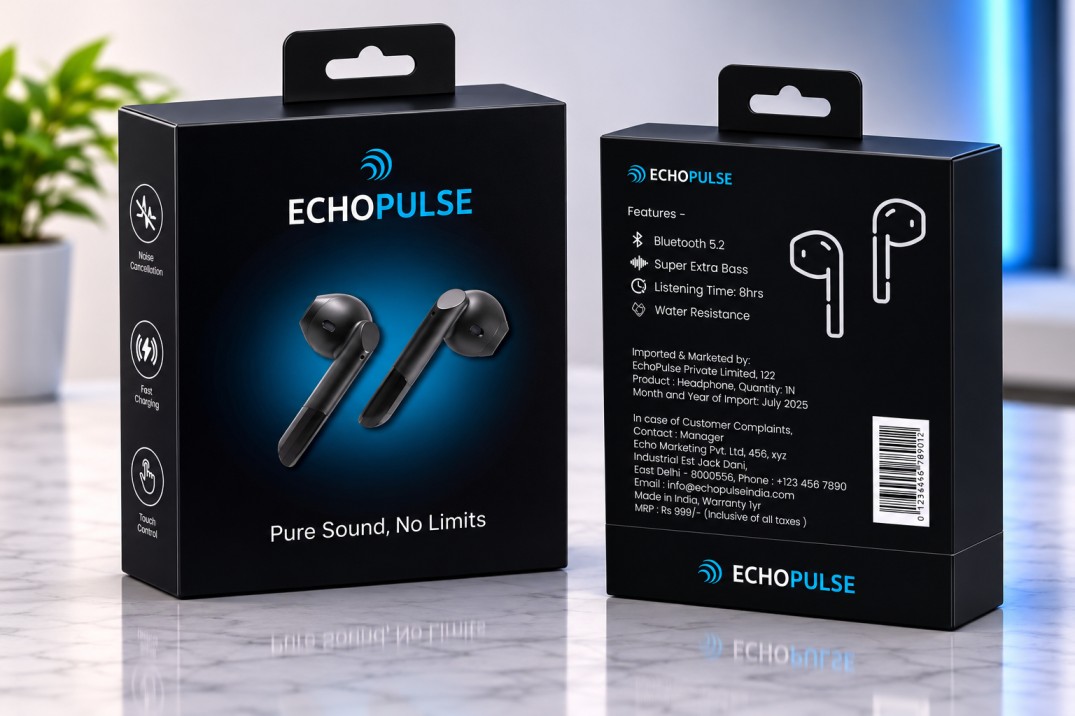 ECHOPULSE
Noise
Cancellation
Fast
Charging
Touch
Control
Pure Sound, No Limits
ECHOPULSE
Features -
Bluetooth 5.2
Super Extra Bass
Listening Time: 8hrs
Water Resistance
Imported & Marketed by:
EchoPulse Private Limited, 122
Product : Headphone, Quantity: 1N
Month and Year of Import: July 2025
In case of Customer Complaints,
Contact : Manager
Echo Marketing Pvt. Ltd, 456, xyz
Industrial Est Jack Dani,
East Delhi - 8000556, Phone : +123 456 7890
Email : info@echopulseindia.com
Made in India, Warranty 1yr
MRP : Rs 999/- (Inclusive of all taxes )
0 123646 789012
ECHOPULSE